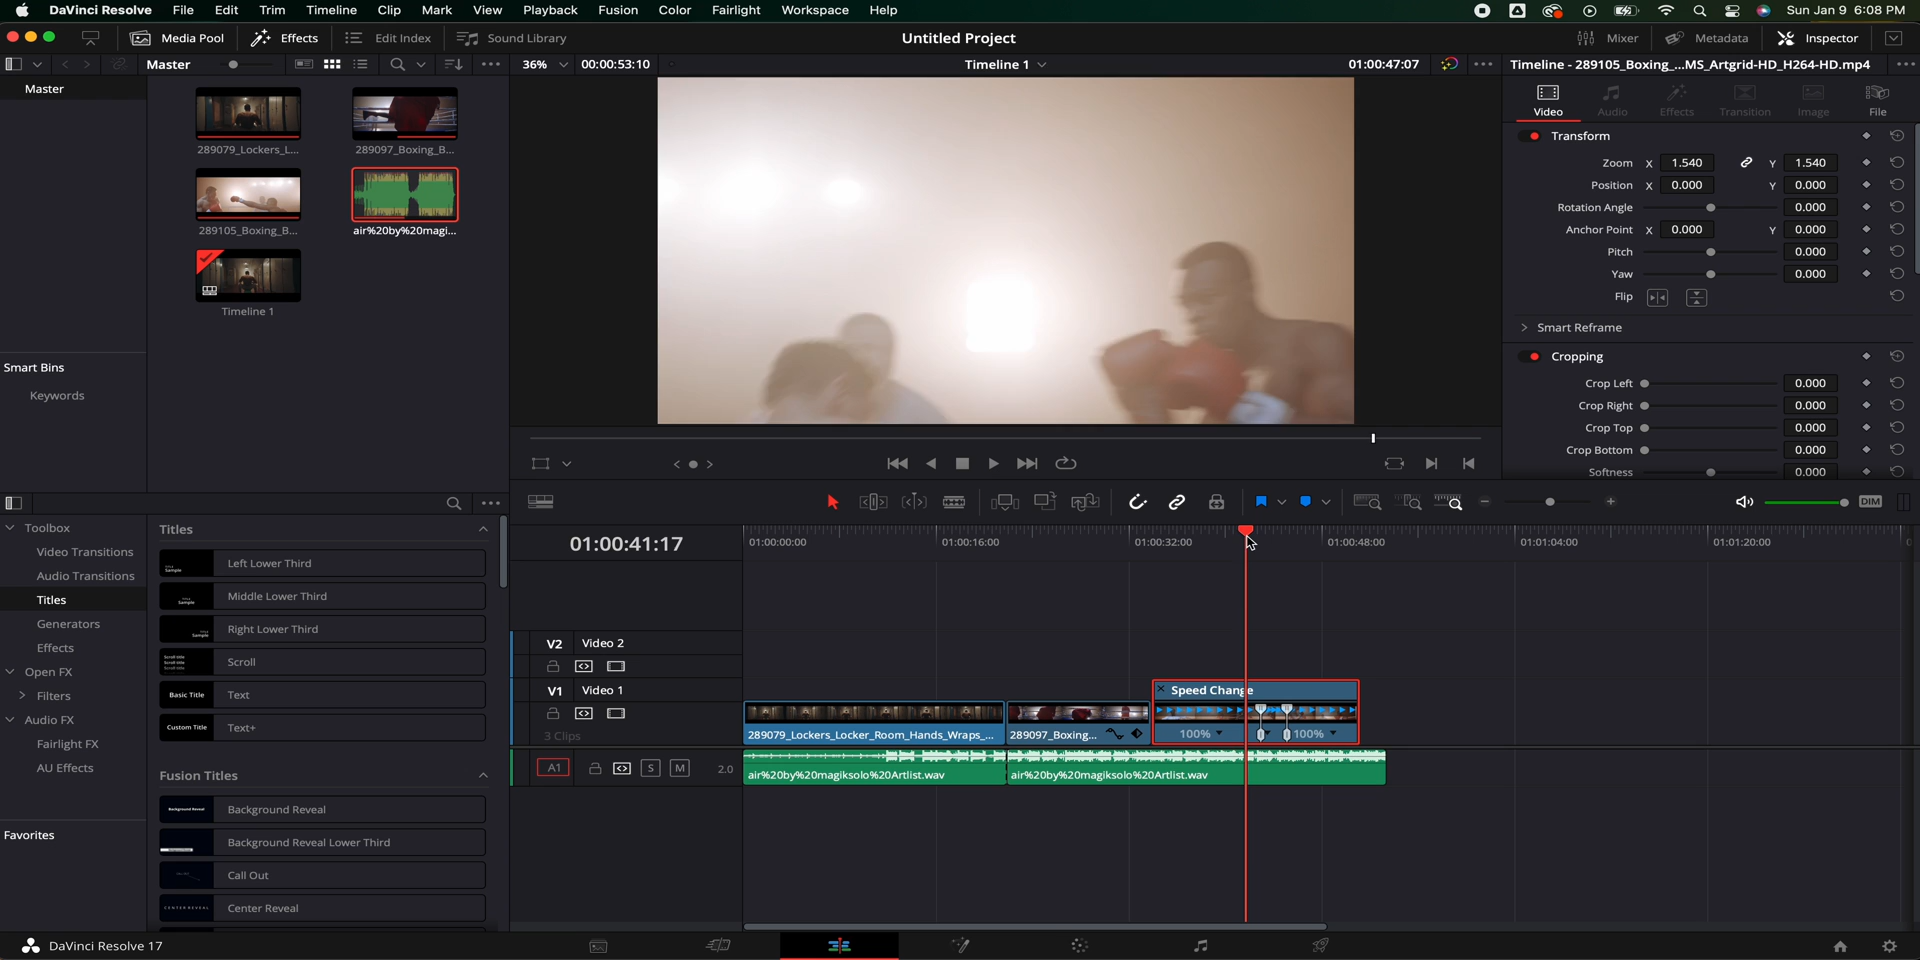 DaVinci Resolve File Edit Trim Timeline Clip Mark View Playback Fusion Color Fairlight Workspace Help Sun Jan 9 6:08 PM
Media Pool Effects Edit Index Sound Library Untitled Project Mixer Metadata Inspector
Master 36% 00:00:53:10 Timeline 1 01:00:47:07 Timeline - 289105_Boxing_...MS_Artgrid-HD_H264-HD.mp4
Master
289079_Lockers_L... 289097_Boxing_B...
289105_Boxing_B... air%20by%20magi...
Timeline 1
Smart Bins
Keywords
Video Audio Effects Transition Image File
Transform
Zoom X 1.540 Y 1.540
Position X 0.000 Y 0.000
Rotation Angle 0.000
Anchor Point X 0.000 Y 0.000
Pitch 0.000
Yaw 0.000
Flip
Smart Reframe
Cropping
Crop Left 0.000
Crop Right 0.000
Crop Top 0.000
Crop Bottom 0.000
Softness 0.000
DIM
Toolbox
Video Transitions
Audio Transitions
Titles
Generators
Effects
Open FX
Filters
Audio FX
Fairlight FX
AU Effects
Favorites
Titles
Left Lower Third
Middle Lower Third
Right Lower Third
Scroll
Basic Title Text
Custom Title Text+
Fusion Titles
Background Reveal
Background Reveal Lower Third
Call Out
CENTER REVEAL Center Reveal
01:00:41:17 01:00:00:00 01:00:16:00 01:00:32:00 01:00:48:00 01:01:04:00 01:01:20:00
V2 Video 2
V1 Video 1
3 Clips
Speed Change
289079_Lockers_Locker_Room_Hands_Wraps_... 289097_Boxing... 100% 100%
A1 S M 2.0
air%20by%20magiksolo%20Artlist.wav air%20by%20magiksolo%20Artlist.wav
DaVinci Resolve 17